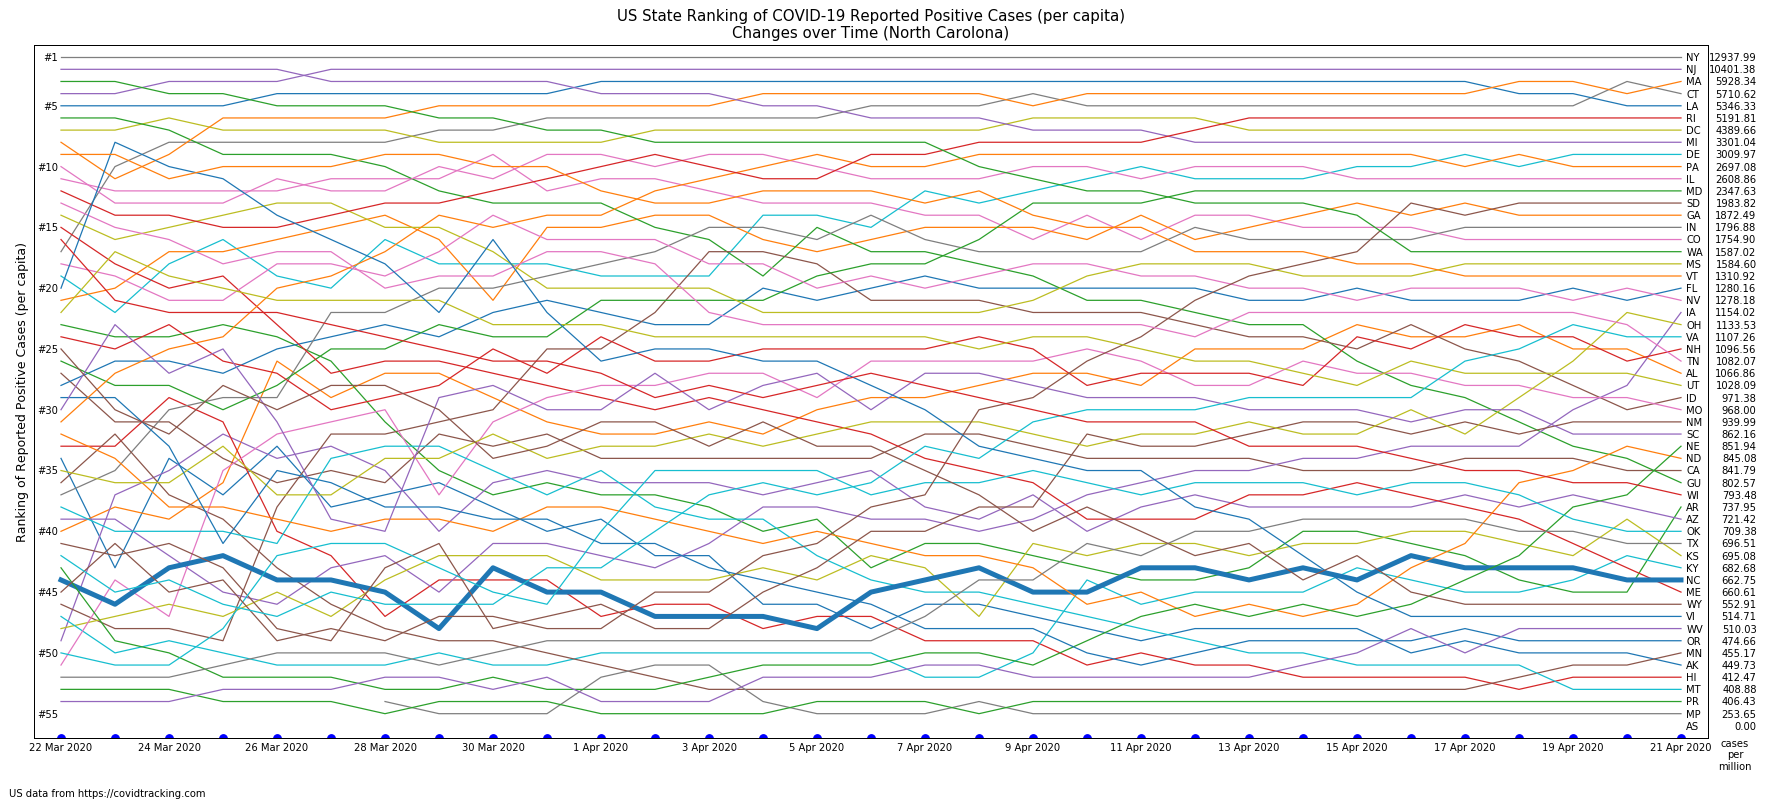 US State Ranking of COVID-19 Reported Positive Cases (per capita)
Changes over Time (North Carolona)
Ranking of Reported Positive Cases (per capita)
#1
#5
#10
#15
#20
#25
#30
#35
#40
#45
#50
#55
NY 12937.99
NJ 10401.38
MA 5928.34
CT 5710.62
LA 5346.33
RI 5191.81
DC 4389.66
MI 3301.04
DE 3009.97
PA 2697.08
IL 2608.86
MD 2347.63
SD 1983.82
GA 1872.49
IN 1796.88
CO 1754.90
WA 1587.02
MS 1584.60
VT 1310.92
FL 1280.16
NV 1278.18
IA 1154.02
OH 1133.53
VA 1107.26
NH 1096.56
TN 1082.07
AL 1066.86
UT 1028.09
ID 971.38
MO 968.00
NM 939.99
SC 862.16
NE 851.94
ND 845.08
CA 841.79
GU 802.57
WI 793.48
AR 737.95
AZ 721.42
OK 709.38
TX 696.51
KS 695.08
KY 682.68
NC 662.75
ME 660.61
WY 552.91
VI 514.71
WV 510.03
OR 474.66
MN 455.17
AK 449.73
HI 412.47
MT 408.88
PR 406.43
MP 253.65
AS 0.00
22 Mar 2020 24 Mar 2020 26 Mar 2020 28 Mar 2020 30 Mar 2020 1 Apr 2020 3 Apr 2020 5 Apr 2020 7 Apr 2020 9 Apr 2020 11 Apr 2020 13 Apr 2020 15 Apr 2020 17 Apr 2020 19 Apr 2020 21 Apr 2020
cases
per
million
US data from https://covidtracking.com